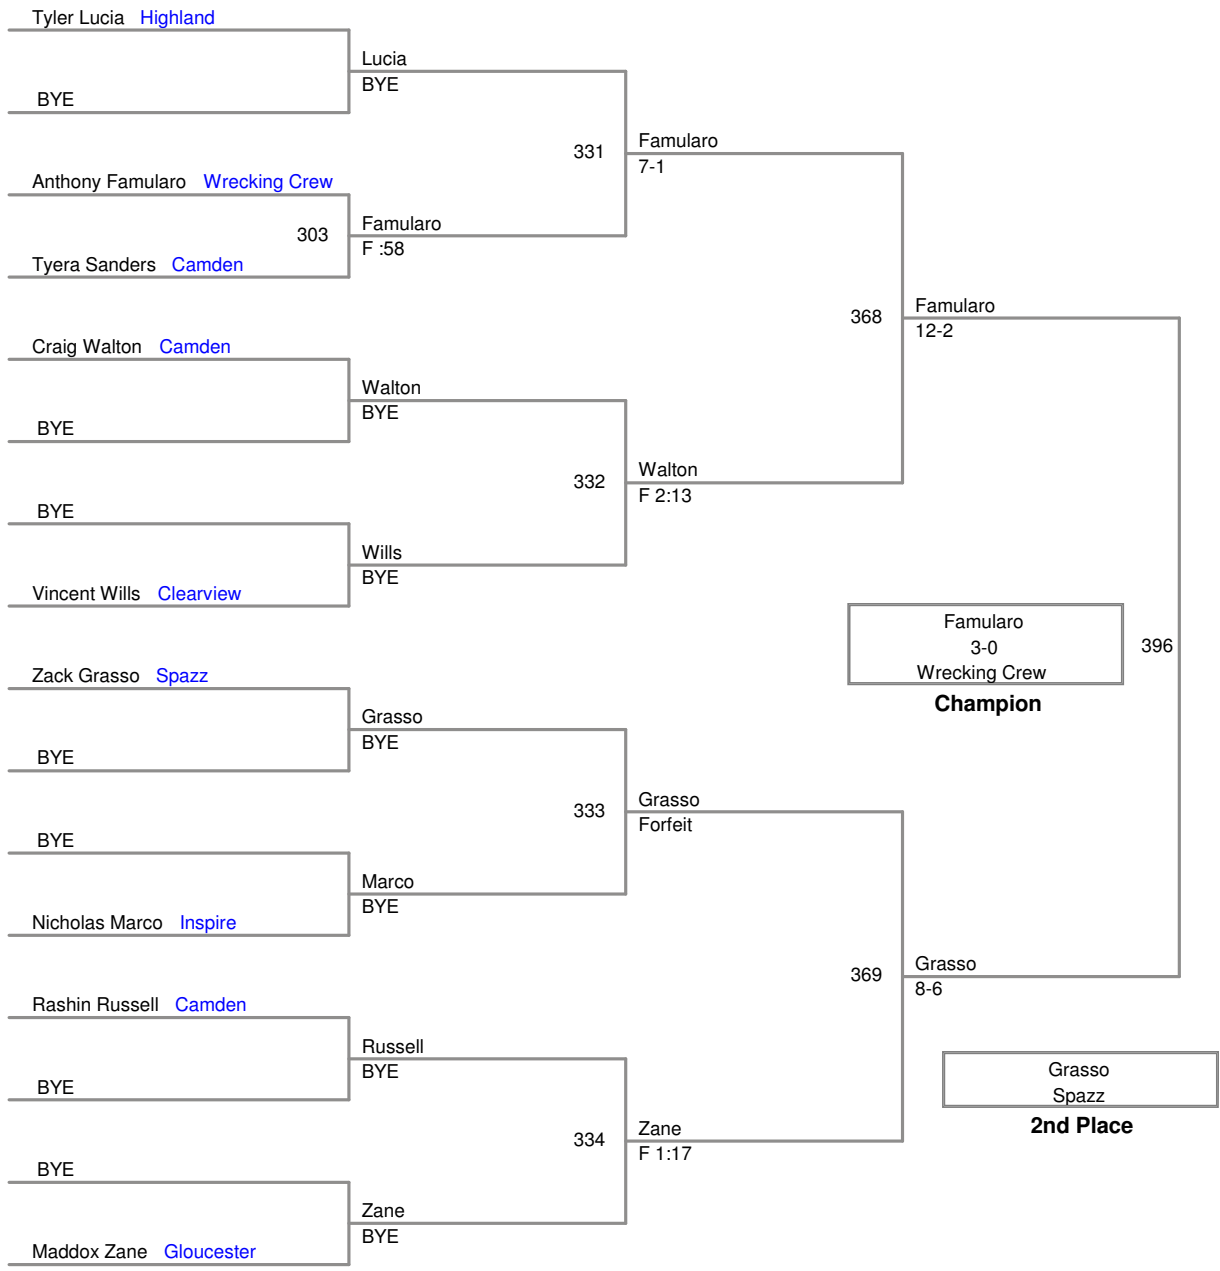 Tyler Lucia Highland
Lucia
BYE
BYE
331
Famularo
7-1
Anthony Famularo Wrecking Crew
303
Famularo
F :58
Tyera Sanders Camden
368
Famularo
12-2
Craig Walton Camden
Walton
BYE
BYE
332
Walton
F 2:13
BYE
Wills
BYE
Vincent Wills Clearview
Famularo
3-0
Wrecking Crew
Champion
396
Zack Grasso Spazz
Grasso
BYE
BYE
333
Grasso
Forfeit
BYE
Marco
BYE
Nicholas Marco Inspire
369
Grasso
8-6
Rashin Russell Camden
Russell
BYE
BYE
Grasso
Spazz
2nd Place
334
Zane
F 1:17
BYE
Zane
BYE
Maddox Zane Gloucester